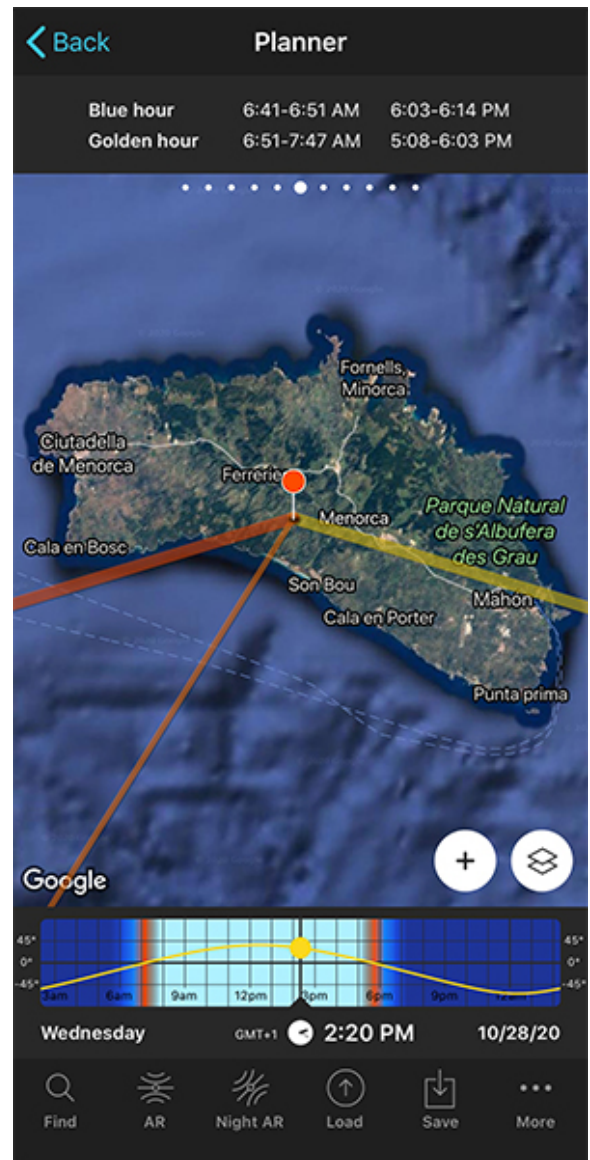 Back Planner
Blue hour 6:41-6:51 AM 6:03-6:14 PM
Golden hour 6:51-7:47 AM 5:08-6:03 PM
Fornells,
Minorca
Ciutadella
de Menorca
Ferreries
Parque Natural
de s'Albufera
des Grau
Menorca
Cala en Bosc
Son Bou
Mahón
Cala en Porter
Punta prima
Google
45° 45°
0° 0°
-45° -45°
3am 6am 9am 12pm 3pm 6pm 9pm 12am
Wednesday GMT+1 2:20 PM 10/28/20
Find AR Night AR Load Save More